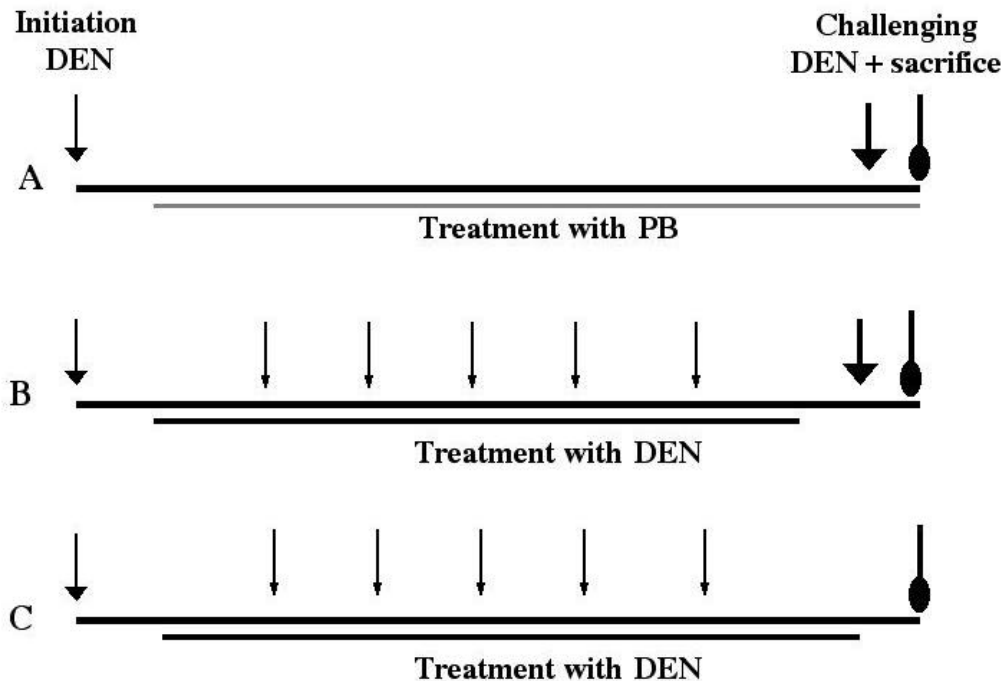 Initiation
DEN
Challenging
DEN + sacrifice
A
Treatment with PB
B
Treatment with DEN
C
Treatment with DEN